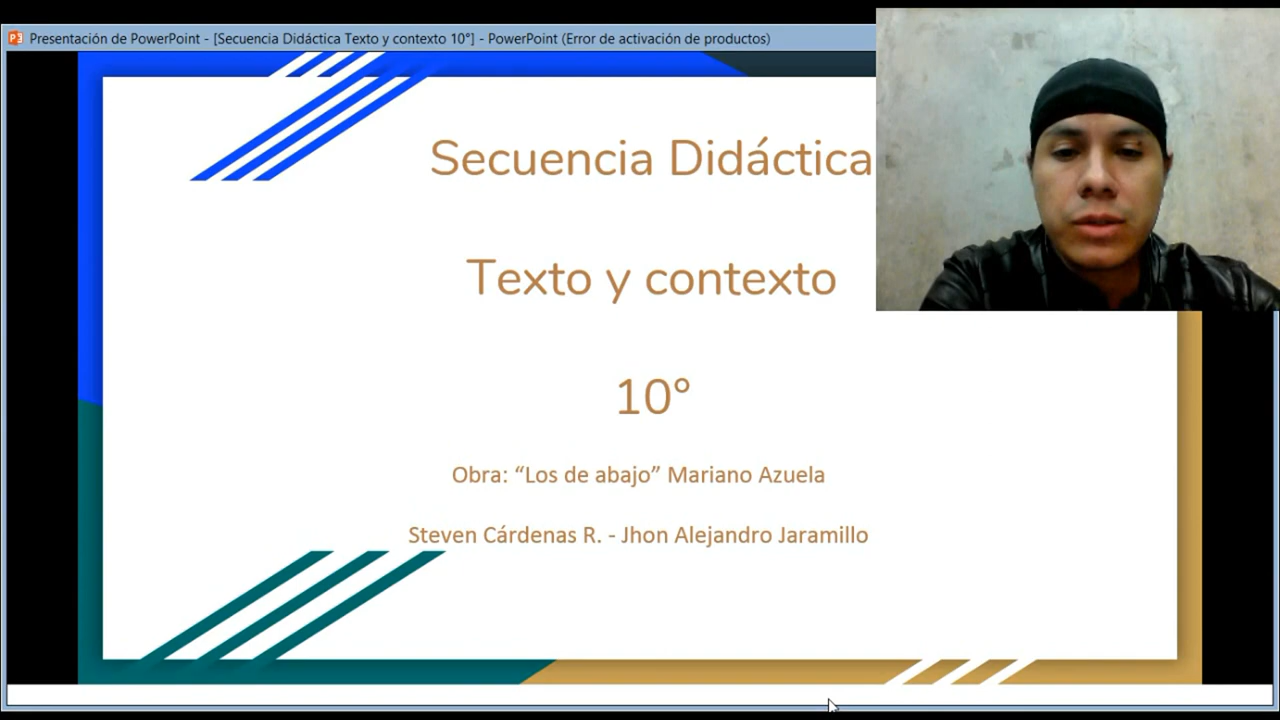 Presentación de PowerPoint - [Secuencia Didáctica Texto y contexto 10°] - PowerPoint (Error de activación de productos)
Secuencia Didáctica
Texto y contexto
10°
Obra: “Los de abajo” Mariano Azuela
Steven Cárdenas R. - Jhon Alejandro Jaramillo